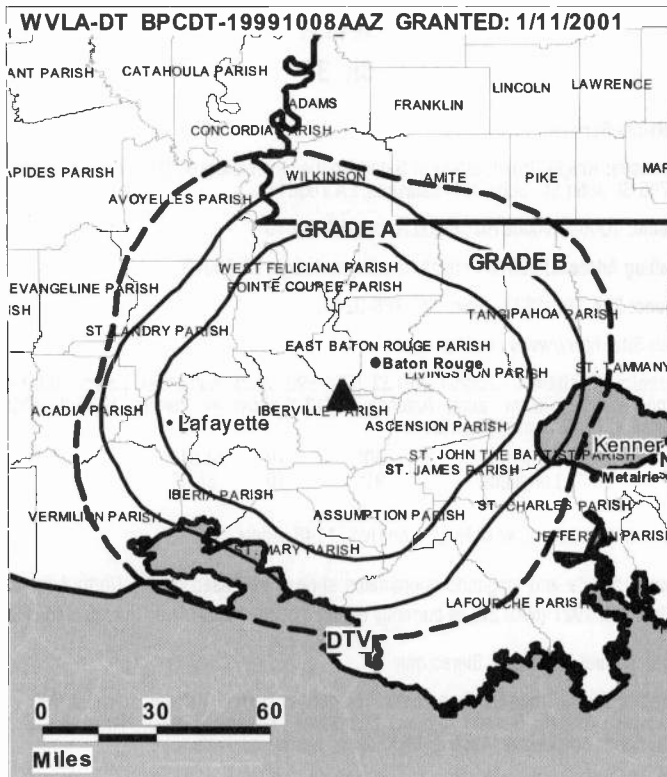 WVLA-DT BPCDT-19991008AAZ GRANTED: 1/11/2001
ANT PARISH
CATAHOULA PARISH
LINCOLN
LAWRENCE
ADAMS
FRANKLIN
CONCORDIA PARISH
APIDES PARISH
WILKINSON
AMITE
PIKE
MAR
AVOYELLES PARISH
GRADE A
GRADE B
WEST FELICIANA PARISH
POINTE COUPEE PARISH
EVANGELINE PARISH
ISH
TANGIPAHOA PARISH
ST. LANDRY PARISH
EAST BATON ROUGE PARISH
Baton Rouge
LIVINGSTON PARISH
ST. TAMMANY
ACADIA PARISH
IBERVILLE PARISH
Lafayette
ASCENSION PARISH
Kenner
ST. JOHN THE BAPTIST PARISH
N
ST. JAMES PARISH
Metairie
IBERIA PARISH
ST. CHARLES PARISH
VERMILION PARISH
ASSUMPTION PARISH
JEFFERSON PARISH
ST. MARY PARISH
LAFOURCHE PARISH
DTV
0 30 60
Miles